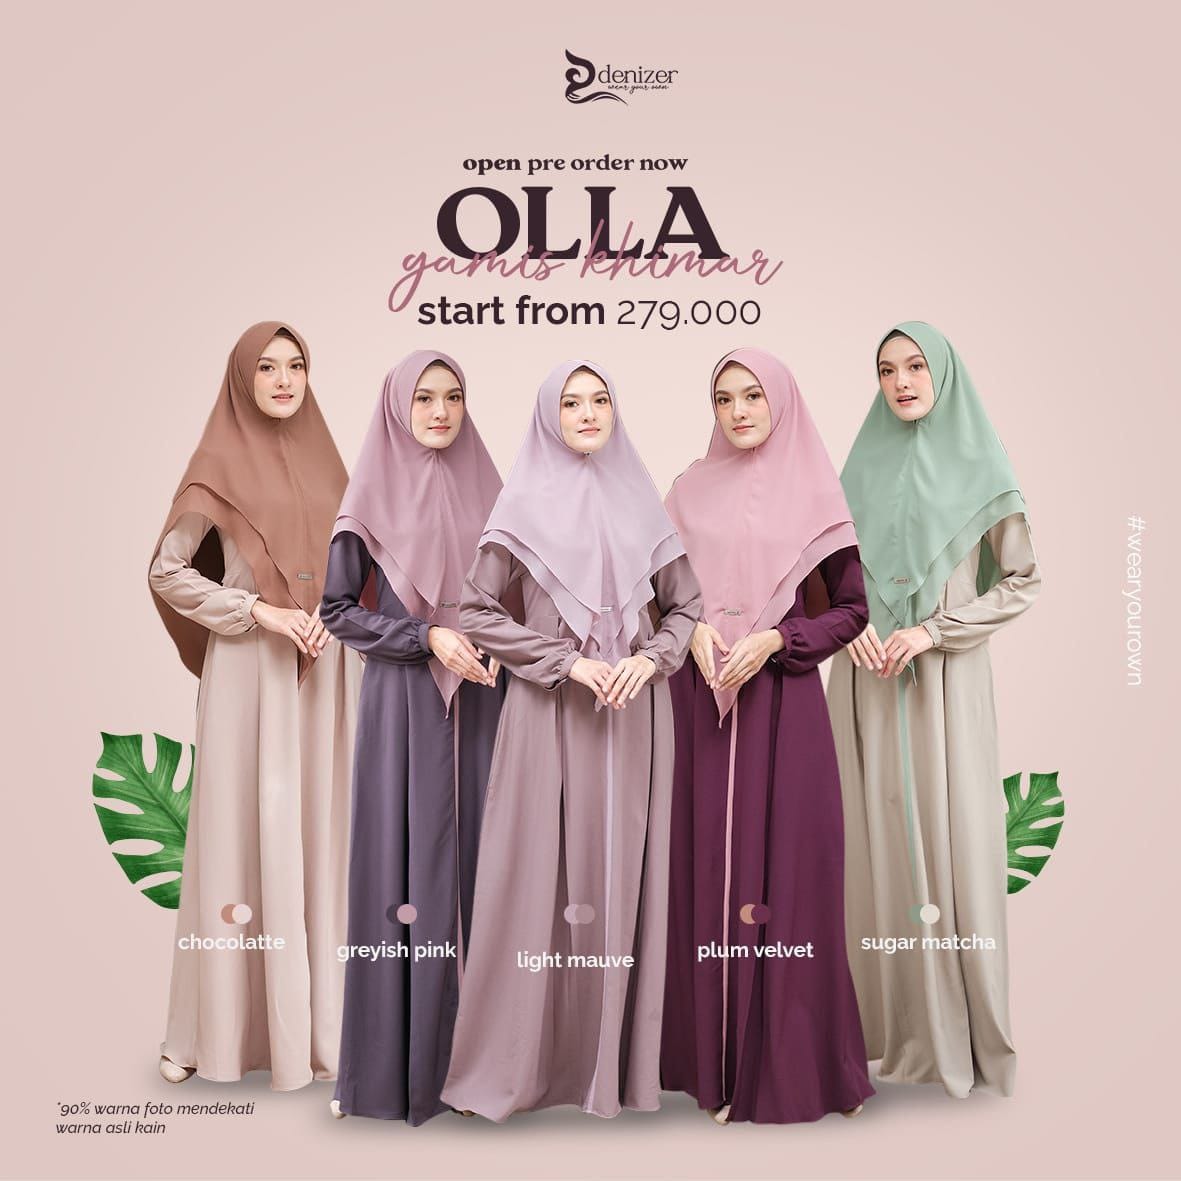 denizer
wear your own
open pre order now
OLLA
gamis khimar
start from 279.000
#wearyourown
chocolatte
greyish pink
light mauve
plum velvet
sugar matcha
*90% warna foto mendekati
warna asli kain